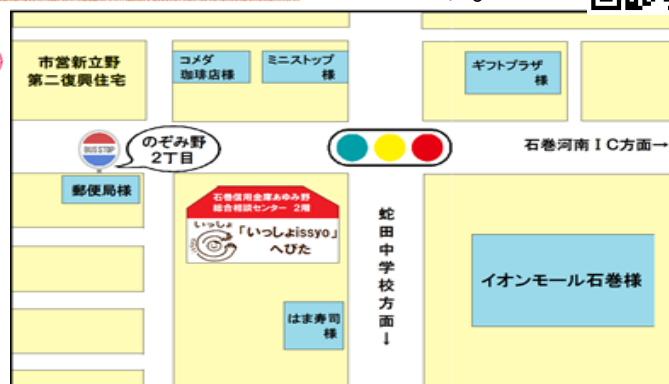 市営新立野
第二復興住宅
コメダ
珈琲店様
ミニストップ
様
ギフトプラザ
様
BUS STOP
のぞみ野
2丁目
石巻河南IC方面→
郵便局様
石巻信用金庫あゆみ野
総合相談センター 2階
いっしょ
「いっしょissyo」
へびた
蛇田中学校方面↓
イオンモール石巻様
はま寿司
様